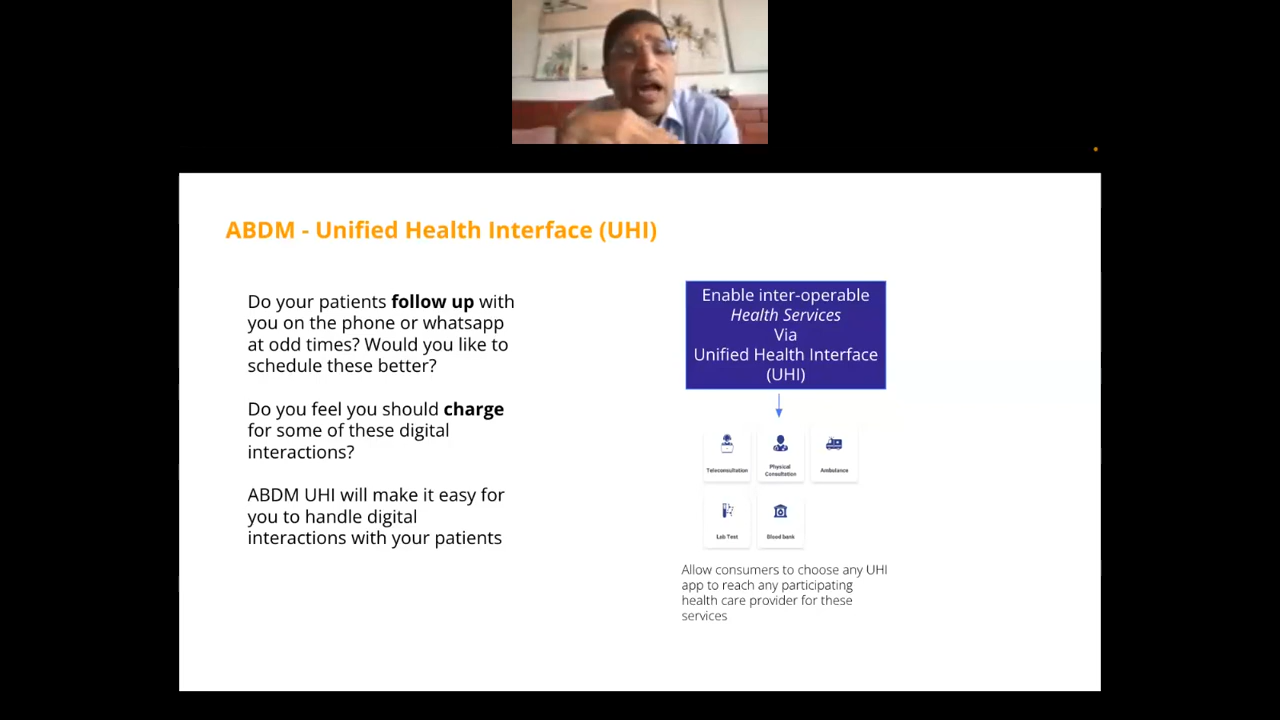 ABDM - Unified Health Interface (UHI)
Do your patients follow up with
you on the phone or whatsapp
at odd times? Would you like to
schedule these better?
Do you feel you should charge
for some of these digital
interactions?
ABDM UHI will make it easy for
you to handle digital
interactions with your patients
Enable inter-operable
Health Services
Via
Unified Health Interface
(UHI)
Teleconsultation
Physical
Consultation
Ambulance
Lab Test
Blood bank
Allow consumers to choose any UHI
app to reach any participating
health care provider for these
services